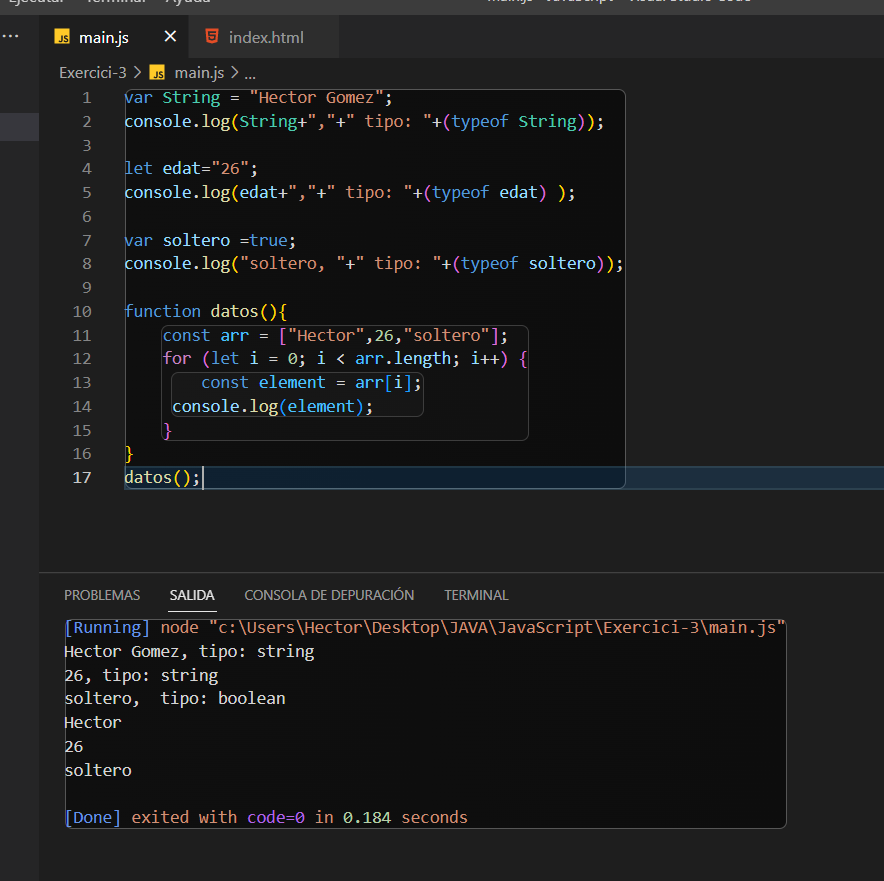 Ejecutar Terminal Ayuda main.js - JavaScript - Visual Studio Code
... JS main.js × index.html
Exercici-3 > JS main.js > ...
1 var String = "Hector Gomez";
2 console.log(String+","+" tipo: "+(typeof String));
3
4 let edat="26";
5 console.log(edat+","+" tipo: "+(typeof edat) );
6
7 var soltero =true;
8 console.log("soltero, "+" tipo: "+(typeof soltero));
9
10 function datos(){
11 const arr = ["Hector",26,"soltero"];
12 for (let i = 0; i < arr.length; i++) {
13 const element = arr[i];
14 console.log(element);
15 }
16 }
17 datos();
PROBLEMAS SALIDA CONSOLA DE DEPURACIÓN TERMINAL
[Running] node "c:\Users\Hector\Desktop\JAVA\JavaScript\Exercici-3\main.js"
Hector Gomez, tipo: string
26, tipo: string
soltero,  tipo: boolean
Hector
26
soltero
[Done] exited with code=0 in 0.184 seconds